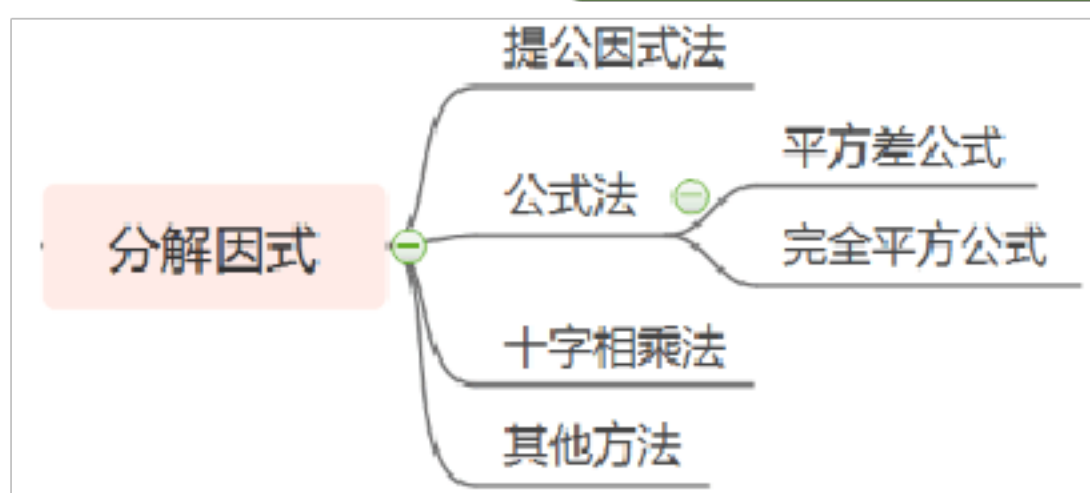 提公因式法
平方差公式
公式法
完全平方公式
分解因式
十字相乘法
其他方法